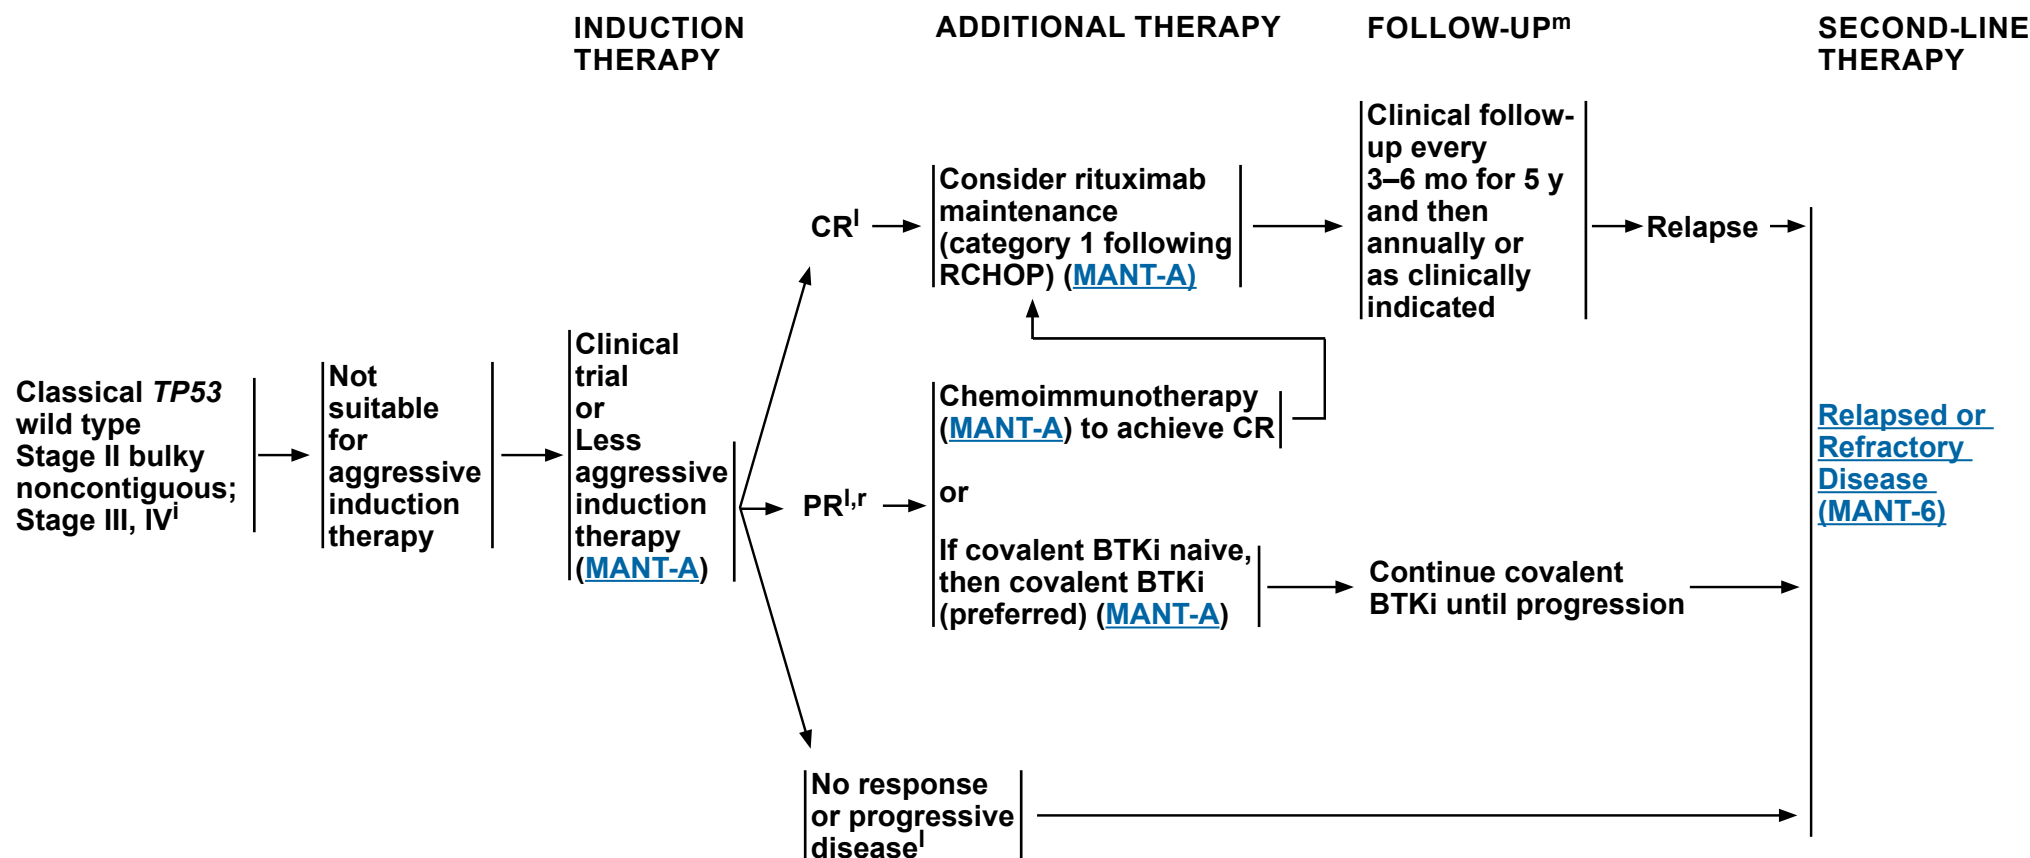 INDUCTION
THERAPY
ADDITIONAL THERAPY
FOLLOW-UPᵐ
SECOND-LINE
THERAPY
Classical TP53
wild type
Stage II bulky
noncontiguous;
Stage III, IVⁱ
Not
suitable
for
aggressive
induction
therapy
Clinical
trial
or
Less
aggressive
induction
therapy
(MANT-A)
CRˡ
Consider rituximab
maintenance
(category 1 following
RCHOP) (MANT-A)
Clinical follow-
up every
3–6 mo for 5 y
and then
annually or
as clinically
indicated
Relapse
PRˡ,ʳ
Chemoimmunotherapy
(MANT-A) to achieve CR
or
If covalent BTKi naive,
then covalent BTKi
(preferred) (MANT-A)
Continue covalent
BTKi until progression
No response
or progressive
diseaseˡ
Relapsed or
Refractory
Disease
(MANT-6)